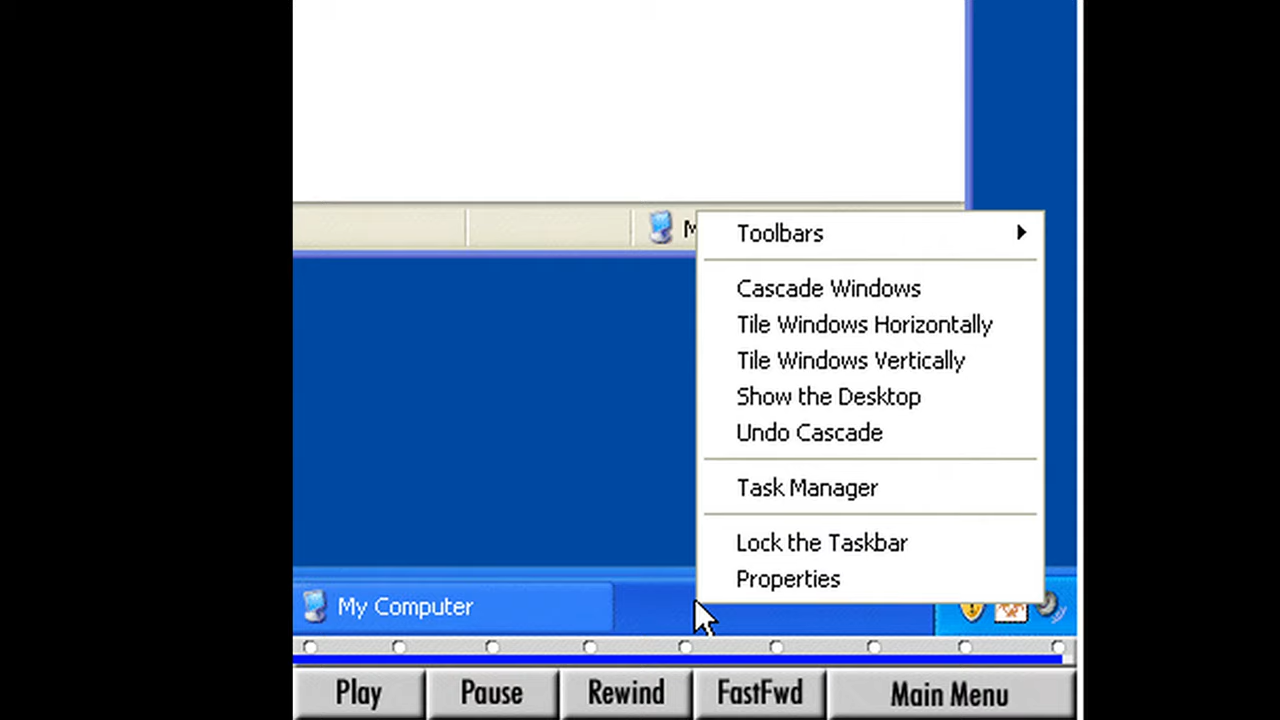 M
Toolbars
Cascade Windows
Tile Windows Horizontally
Tile Windows Vertically
Show the Desktop
Undo Cascade
Task Manager
Lock the Taskbar
Properties
My Computer
Play Pause Rewind FastFwd Main Menu